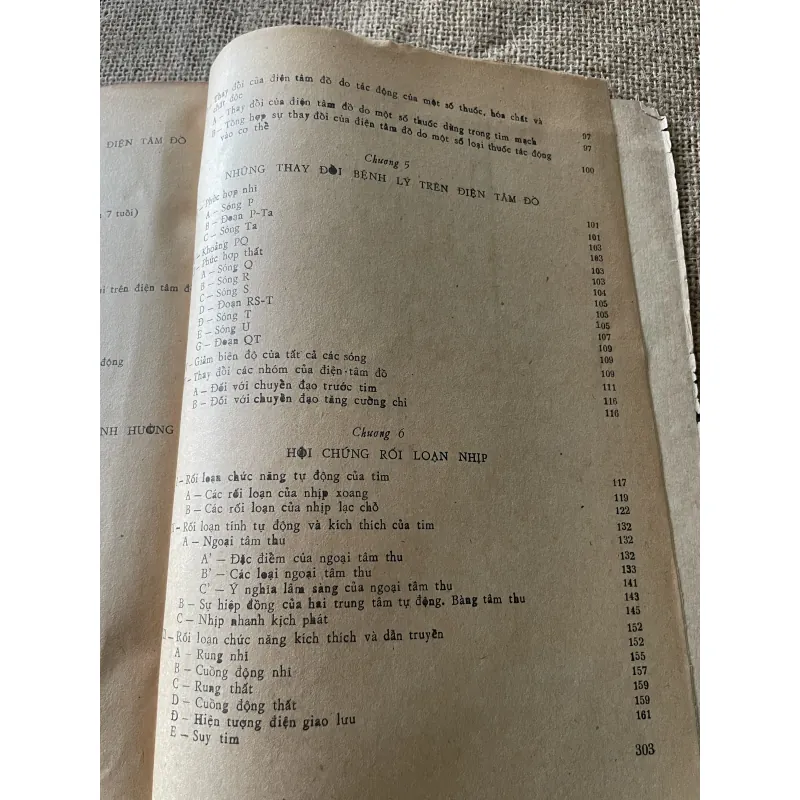 ĐIỆN TÂM ĐỒ
7 tuổi)
trên điện tâm đ
động
NH HƯỞNG
Thay đổi của điện tâm đồ do tác động của một số thuốc, hóa chất và
chất độc 97
A — Thay đổi của điện tâm đồ do một số thuốc dùng trong tim mạch 97
B — Tổng hợp sự thay đổi của điện tâm đồ do một số loại thuốc tác động
vào cơ thể 100
Chương 5
NHỮNG THAY ĐỔI BỆNH LÝ TRÊN ĐIỆN TÂM ĐỒ
Phức hợp nhĩ 101
A — Sóng P 101
B — Đoạn P-Ta 103
C — Sóng Ta 103
Khoảng PQ 103
Phức hợp thất 103
A — Sóng Q 104
B — Sóng R 105
C — Sóng S 105
D — Đoạn RS-T 105
Đ — Sóng T 107
E — Sóng U 109
G — Đoạn QT 109
Giảm biên độ của tất cả các sóng 109
Thay đổi các nhóm của điện tâm đồ 111
A — Đối với chuyển đạo trước tim 116
B — Đối với chuyển đạo tăng cường chi 116
Chương 6
HỘI CHỨNG RỐI LOẠN NHỊP
— Rối loạn chức năng tự động của tim 117
A — Các rối loạn của nhịp xoang 119
B — Các rối loạn của nhịp lạc chỗ 122
— Rối loạn tính tự động và kích thích của tim 132
A — Ngoại tâm thu 132
A' — Đặc điểm của ngoại tâm thu 132
B' — Các loại ngoại tâm thu 133
C' — Ý nghĩa lâm sàng của ngoại tâm thu 141
B — Sự hiệp đồng của hai trung tâm tự động. Bàng tâm thu 143
C — Nhịp nhanh kịch phát 145
— Rối loạn chức năng kích thích và dẫn truyền 152
A — Rung nhĩ 152
B — Cuồng động nhĩ 155
C — Rung thất 157
D — Cuồng động thất 159
Đ — Hiện tượng điện giao lưu 159
E — Suy tim 161
303